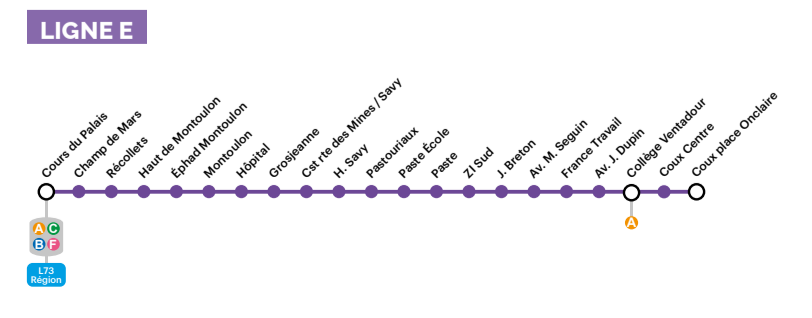 LIGNE E
Cours du Palais
Champ de Mars
Récollets
Haut de Montoulon
Éphad Montoulon
Montoulon
Hôpital
Grosjeanne
Cst rte des Mines / Savy
H. Savy
Pastouriaux
Paste École
Paste
ZI Sud
J. Breton
Av. M. Seguin
France Travail
Av. J. Dupin
Collège Ventadour
Coux Centre
Coux place Onclaire
A C
B F
L73
Région
A